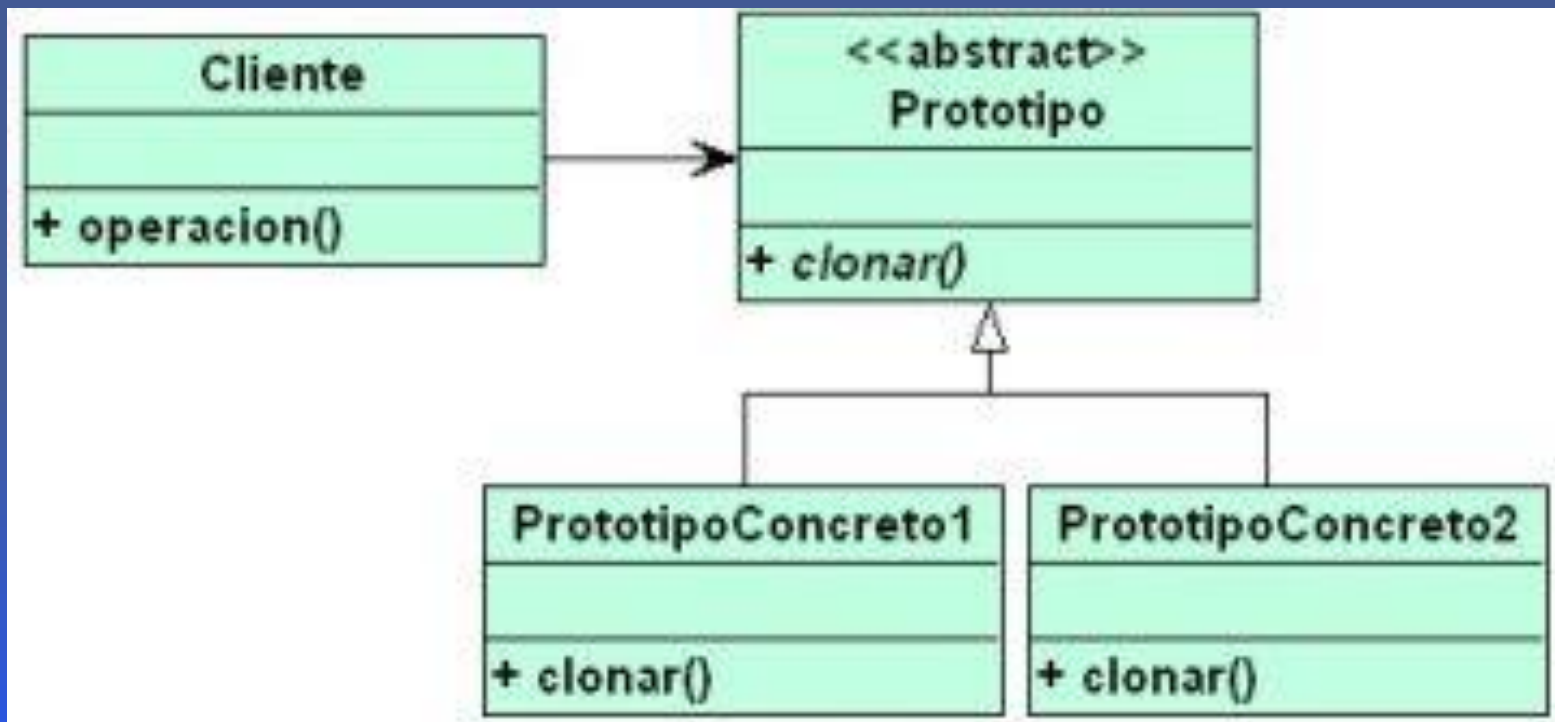 Cliente
+ operacion()
<<abstract>>
Prototipo
+ clonar()
PrototipoConcreto1
+ clonar()
PrototipoConcreto2
+ clonar()